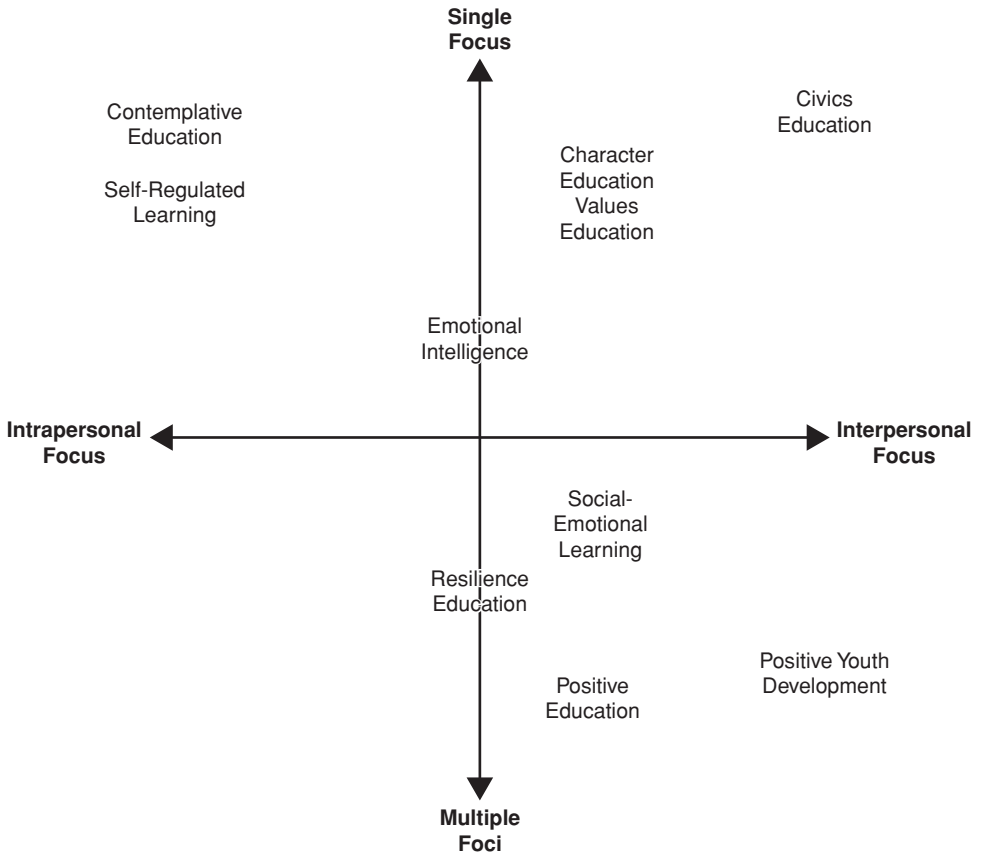 Single
Focus
Contemplative
Education
Civics
Education
Character
Education
Values
Education
Self-Regulated
Learning
Emotional
Intelligence
Intrapersonal
Focus
Interpersonal
Focus
Social-
Emotional
Learning
Resilience
Education
Positive
Education
Positive Youth
Development
Multiple
Foci